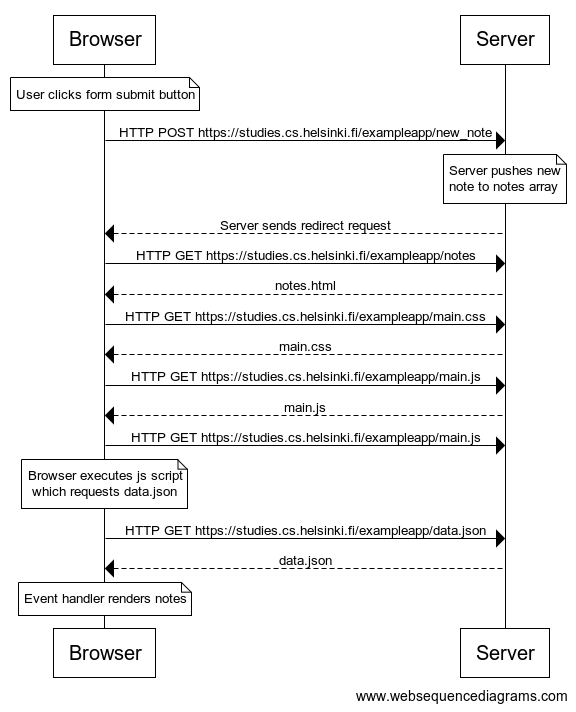 Browser
Server
User clicks form submit button
HTTP POST https://studies.cs.helsinki.fi/exampleapp/new_note
Server pushes new
note to notes array
Server sends redirect request
HTTP GET https://studies.cs.helsinki.fi/exampleapp/notes
notes.html
HTTP GET https://studies.cs.helsinki.fi/exampleapp/main.css
main.css
HTTP GET https://studies.cs.helsinki.fi/exampleapp/main.js
main.js
HTTP GET https://studies.cs.helsinki.fi/exampleapp/main.js
Browser executes js script
which requests data.json
HTTP GET https://studies.cs.helsinki.fi/exampleapp/data.json
data.json
Event handler renders notes
Browser
Server
www.websequencediagrams.com